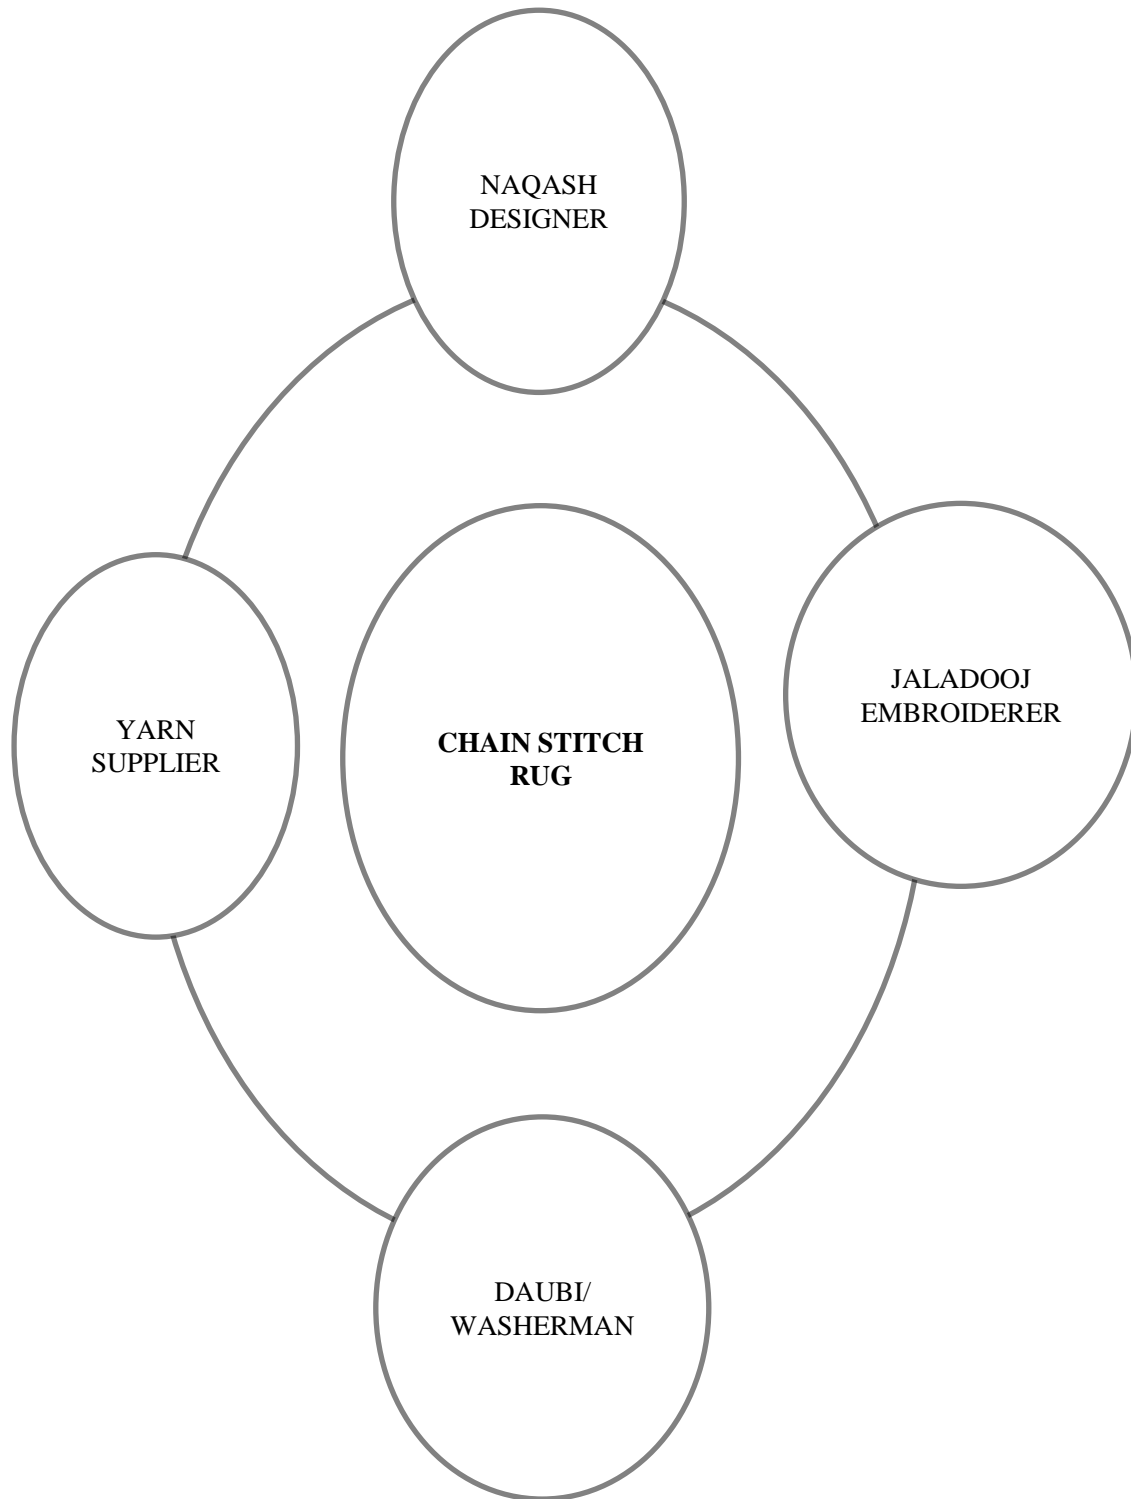 NAQASH
DESIGNER
JALADOOJ
EMBROIDERER
YARN
SUPPLIER
CHAIN STITCH
RUG
DAUBI/
WASHERMAN